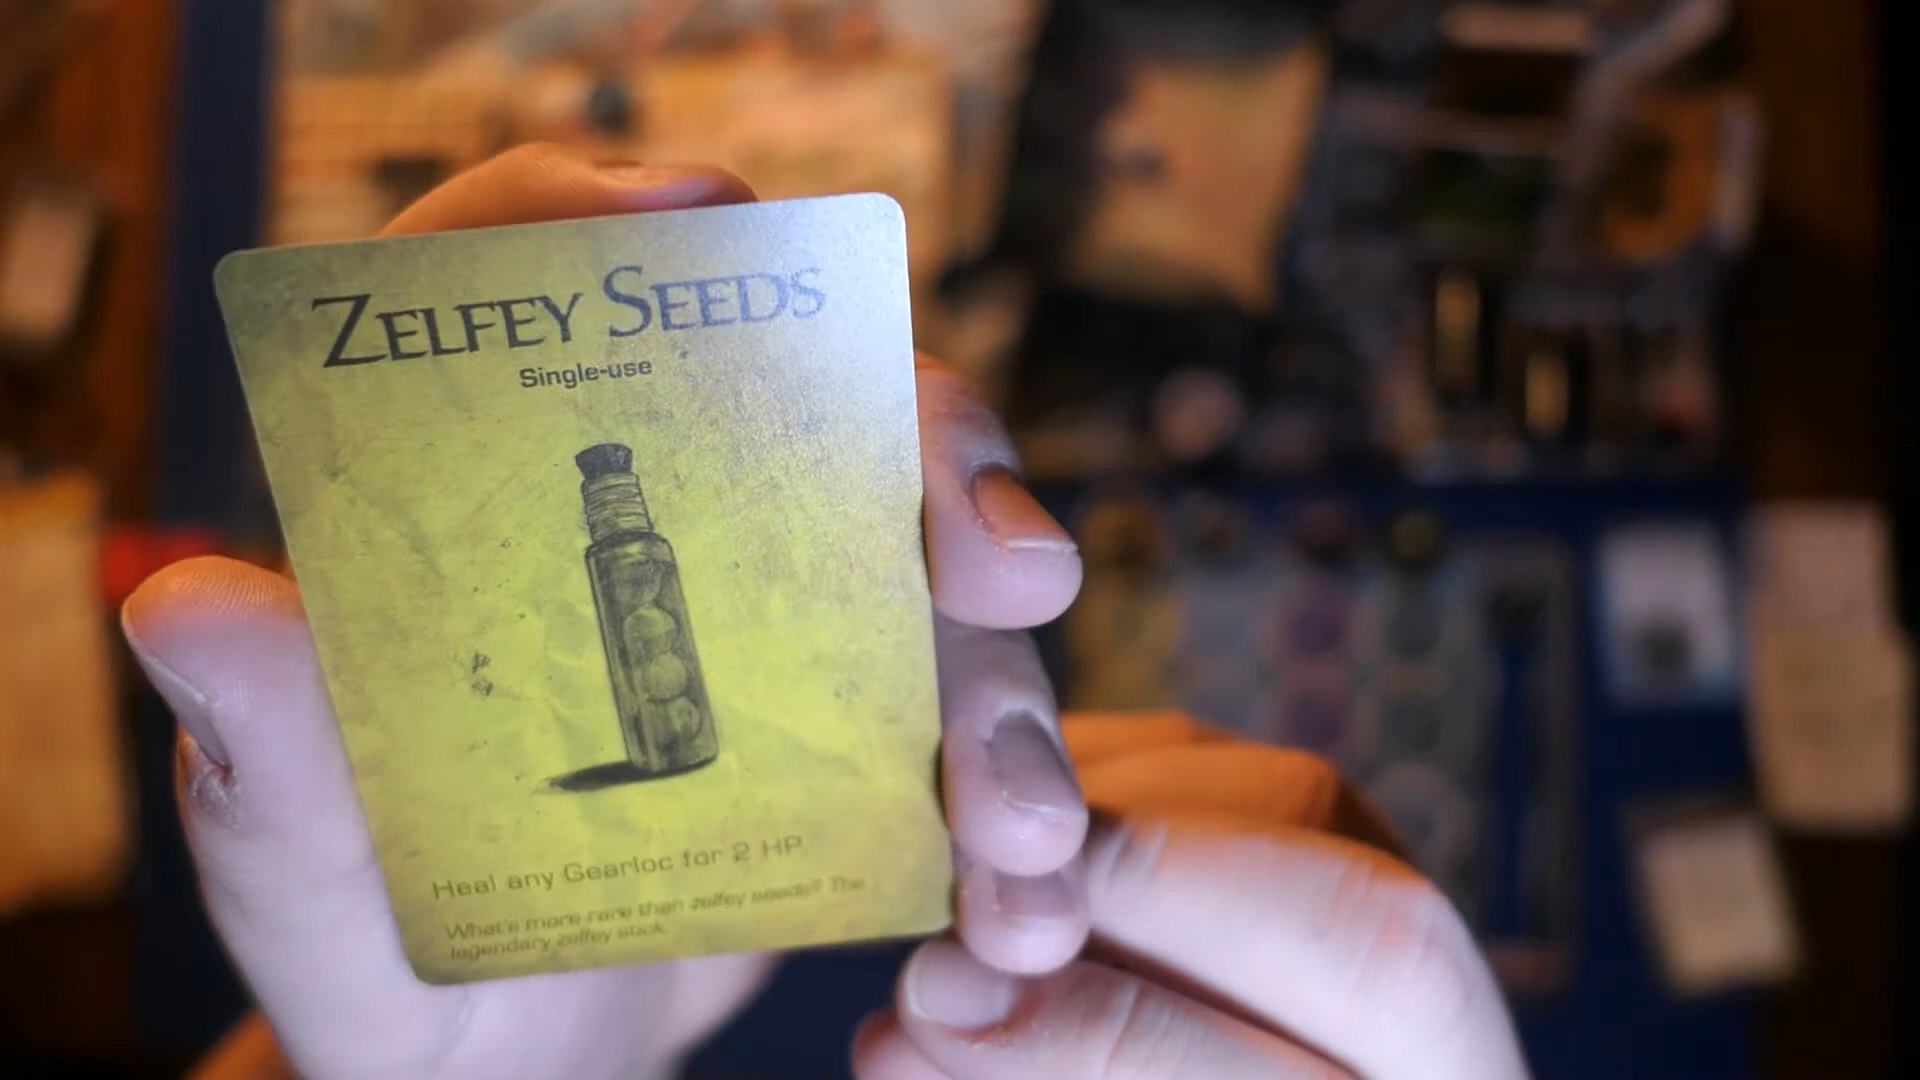 ZELFEY SEEDS
Single-use
Heal any Gearloc for 2 HP
What's more rare than zelfey seeds? The
legendary zelfey stick.